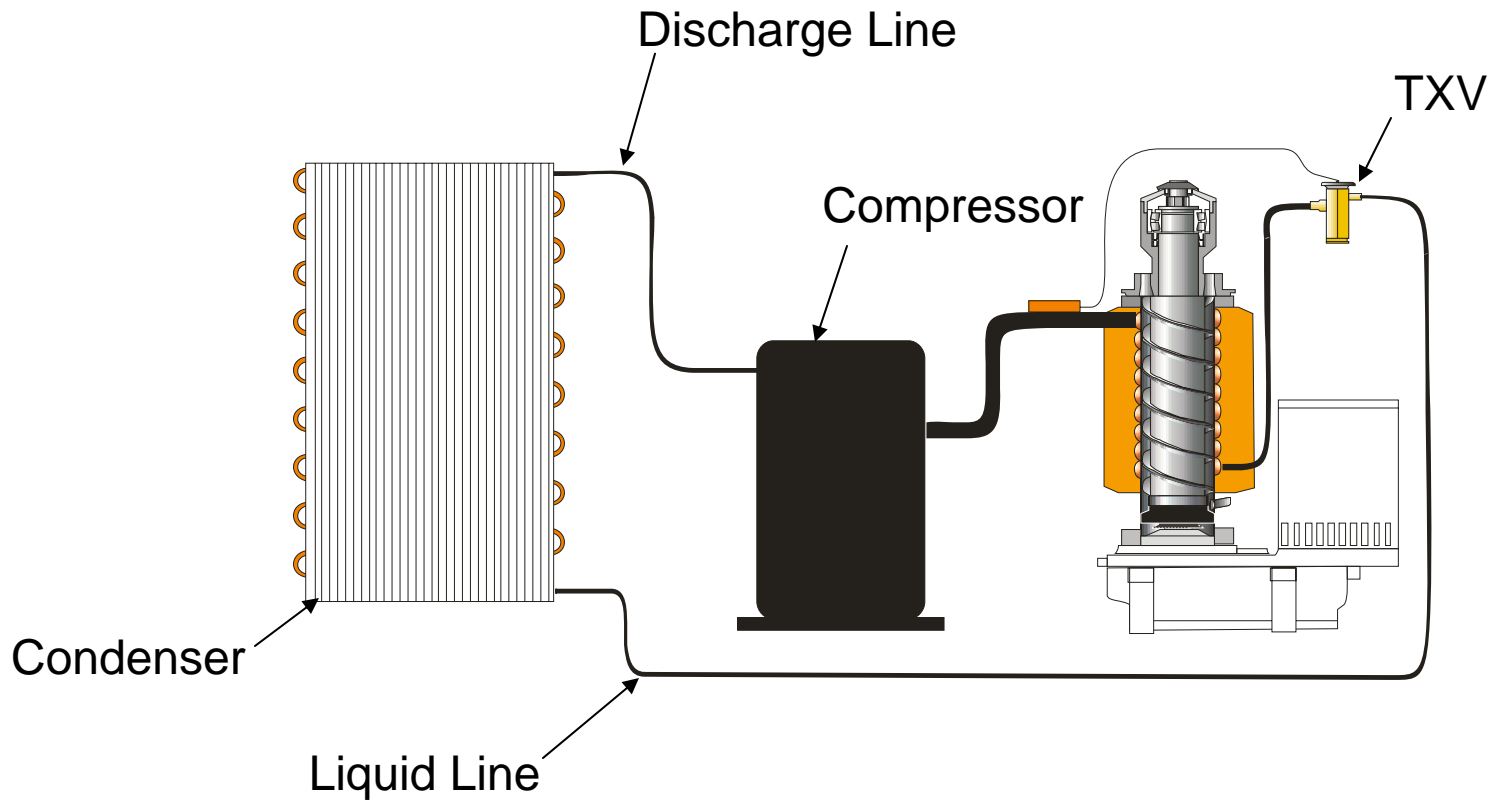 Discharge Line
TXV
Compressor
Condenser
Liquid Line